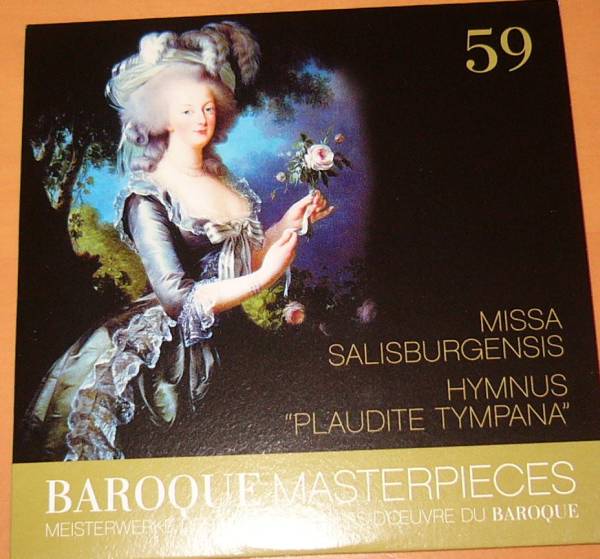 59
MISSA
SALISBURGENSIS
HYMNUS
"PLAUDITE TYMPANA"
BAROQUE MASTERPIECES
MEISTERWERKE D'ŒUVRE DU BAROQUE